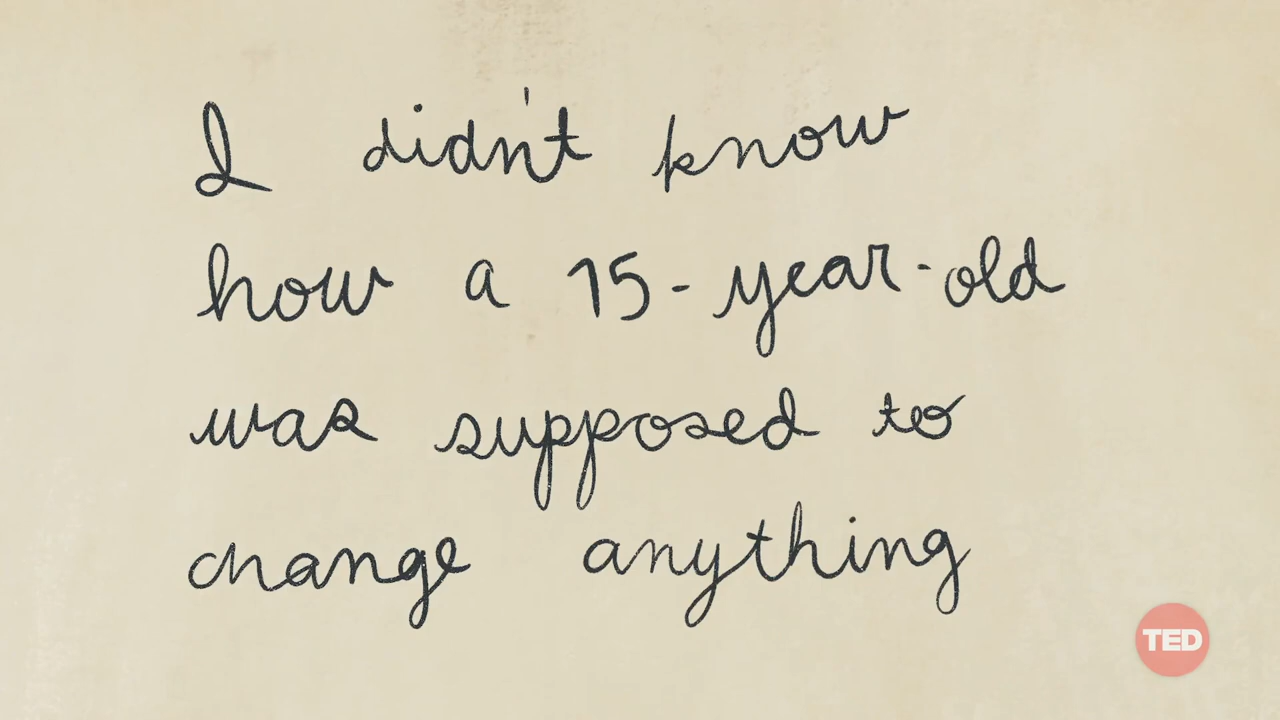 I didn't know
how a 15-year-old
was supposed to
change anything
TED